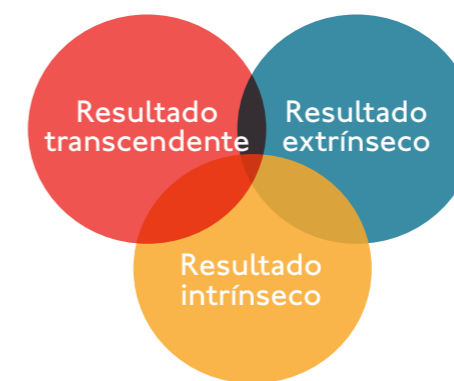 Resultado
transcendente
Resultado
extrínseco
Resultado
intrínseco